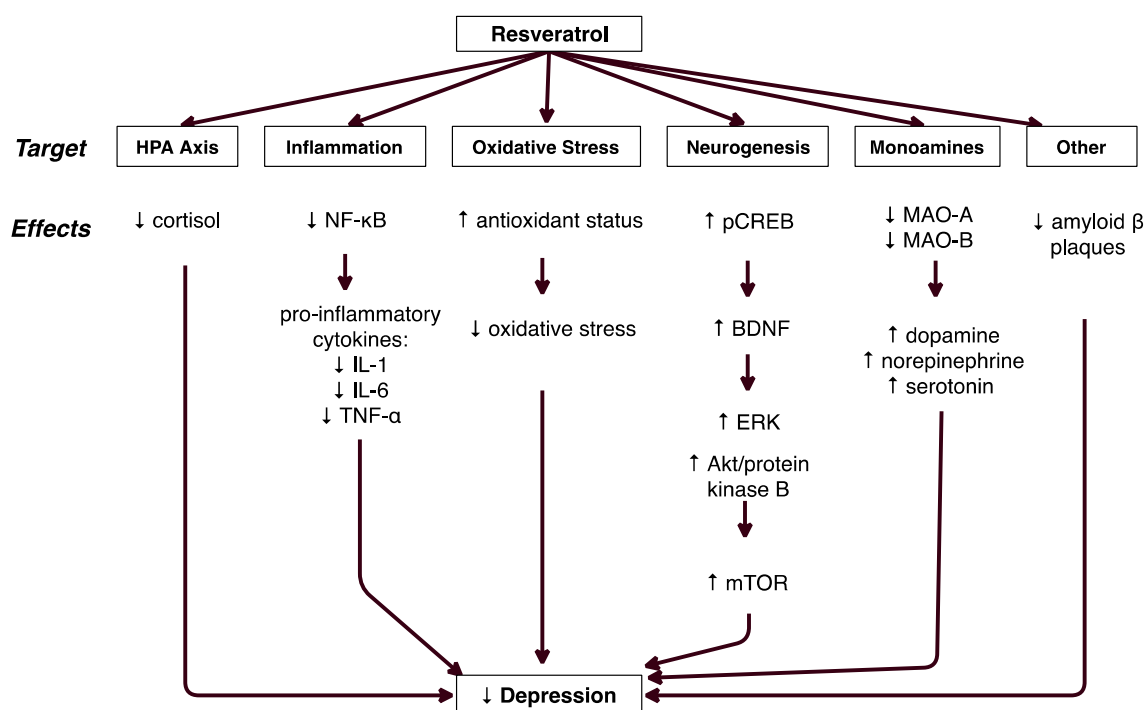 Resveratrol
Target
HPA Axis
Inflammation
Oxidative Stress
Neurogenesis
Monoamines
Other
Effects
↓ cortisol
↓ NF-κB
↑ antioxidant status
↑ pCREB
↓ MAO-A
↓ MAO-B
↓ amyloid β
plaques
pro-inflammatory
cytokines:
↓ IL-1
↓ IL-6
↓ TNF-α
↓ oxidative stress
↑ BDNF
↑ dopamine
↑ norepinephrine
↑ serotonin
↑ ERK
↑ Akt/protein
kinase B
↑ mTOR
↓ Depression